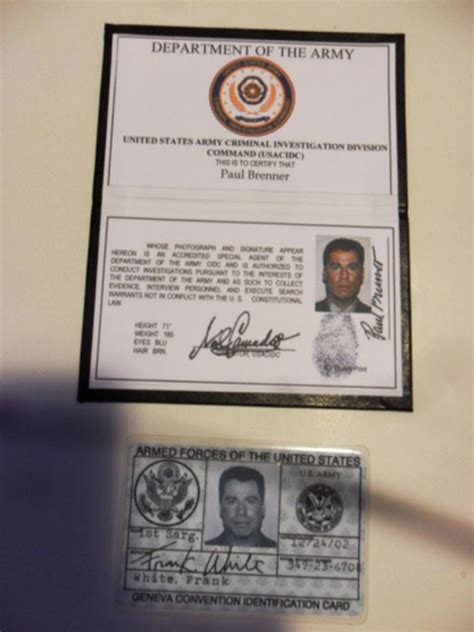 DEPARTMENT OF THE ARMY
UNITED STATES ARMY CRIMINAL INVESTIGATION DIVISION
COMMAND (USACIDC)
THIS IS TO CERTIFY THAT
Paul Brenner
WHOSE PHOTOGRAPH AND SIGNATURE APPEAR
HEREON IS AN ACCREDITED SPECIAL AGENT OF THE
DEPARTMENT OF THE ARMY CIDC AND IS AUTHORIZED TO
CONDUCT INVESTIGATIONS PURSUANT TO THE INTERESTS OF
THE DEPARTMENT OF THE ARMY AND AS SUCH TO COLLECT
EVIDENCE, INTERVIEW PERSONNEL AND EXECUTE SEARCH
WARRANTS NOT IN CONFLICT WITH THE U.S. CONSTITUTIONAL
LAW.
HEIGHT 71"
WEIGHT 185
EYES BLU
HAIR BRN
USACIDC
Paul Brenner
ARMED FORCES OF THE UNITED STATES
U.S. ARMY
1st Sarg.
12/24/02
Frank White
349-23-6708
White, Frank
GENEVA CONVENTION IDENTIFICATION CARD